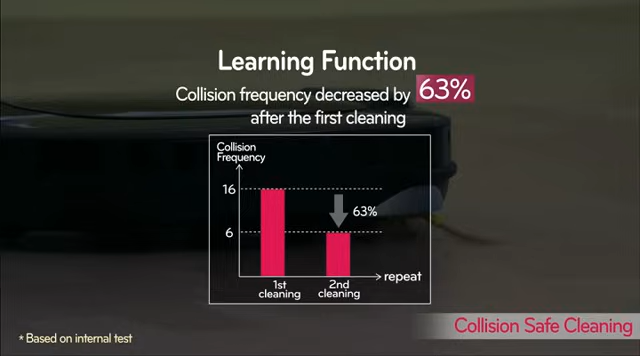 Learning Function
Collision frequency decreased by 63%
after the first cleaning
Collision
Frequency
16
63%
6
repeat
1st
cleaning
2nd
cleaning
Collision Safe Cleaning
* Based on internal test